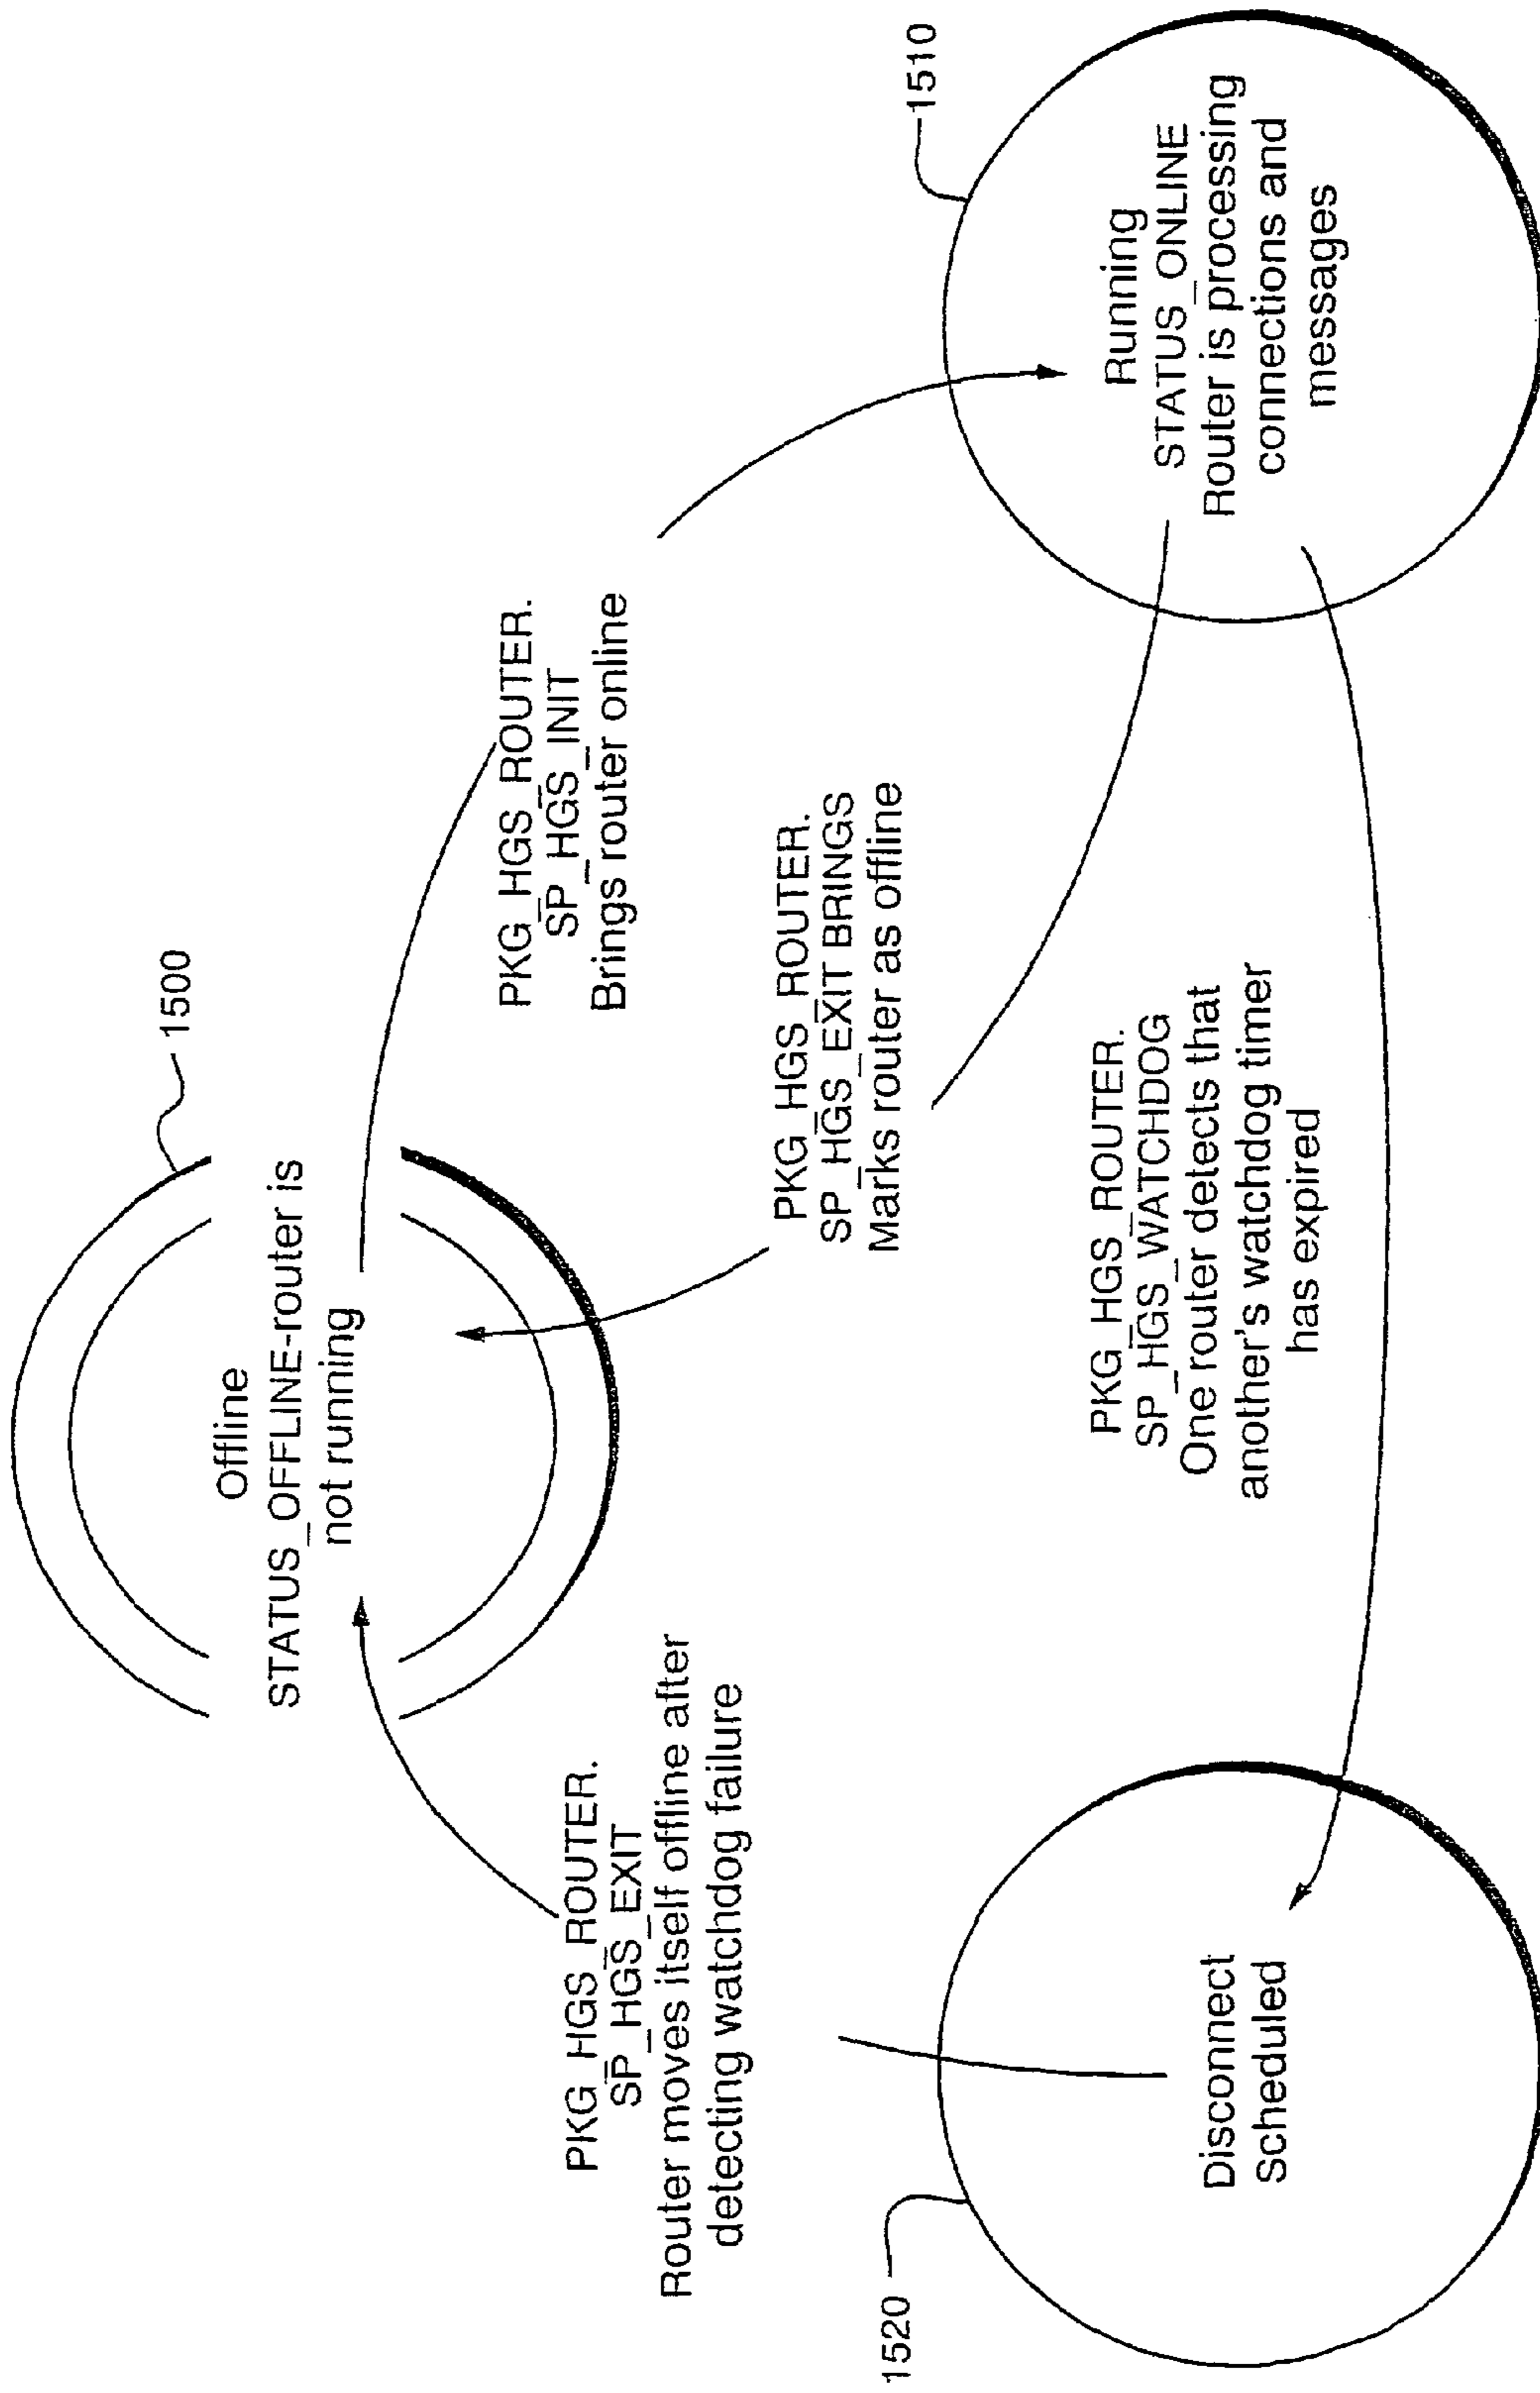 1500
Offline
STATUS_OFFLINE-router is
not running
PKG_HGS_ROUTER.
SP_HGS_EXIT
Router moves itself offline after
detecting watchdog failure
PKG_HGS_ROUTER.
SP_HGS_INIT
Brings router online
PKG_HGS_ROUTER.
SP_HGS_EXIT BRINGS
Marks router as offline
1520
Disconnect
Scheduled
PKG_HGS_ROUTER.
SP_HGS_WATCHDOG
One router detects that
another's watchdog timer
has expired
1510
Running
STATUS_ONLINE
Router is processing
connections and
messages